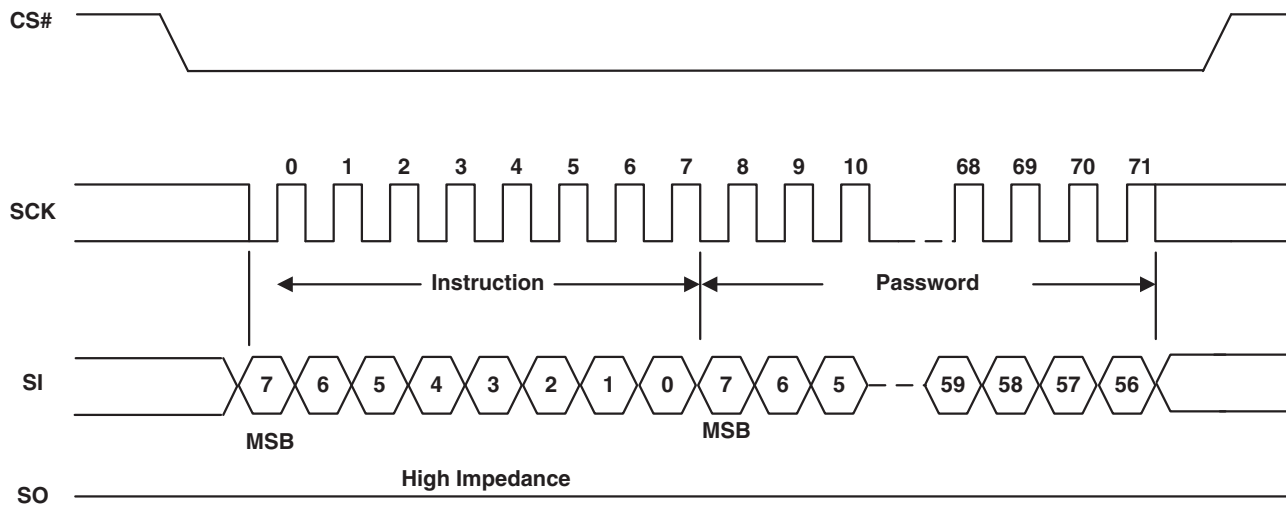 CS#
0 1 2 3 4 5 6 7 8 9 10 68 69 70 71
SCK
Instruction Password
SI 7 6 5 4 3 2 1 0 7 6 5 59 58 57 56
MSB MSB
High Impedance
SO